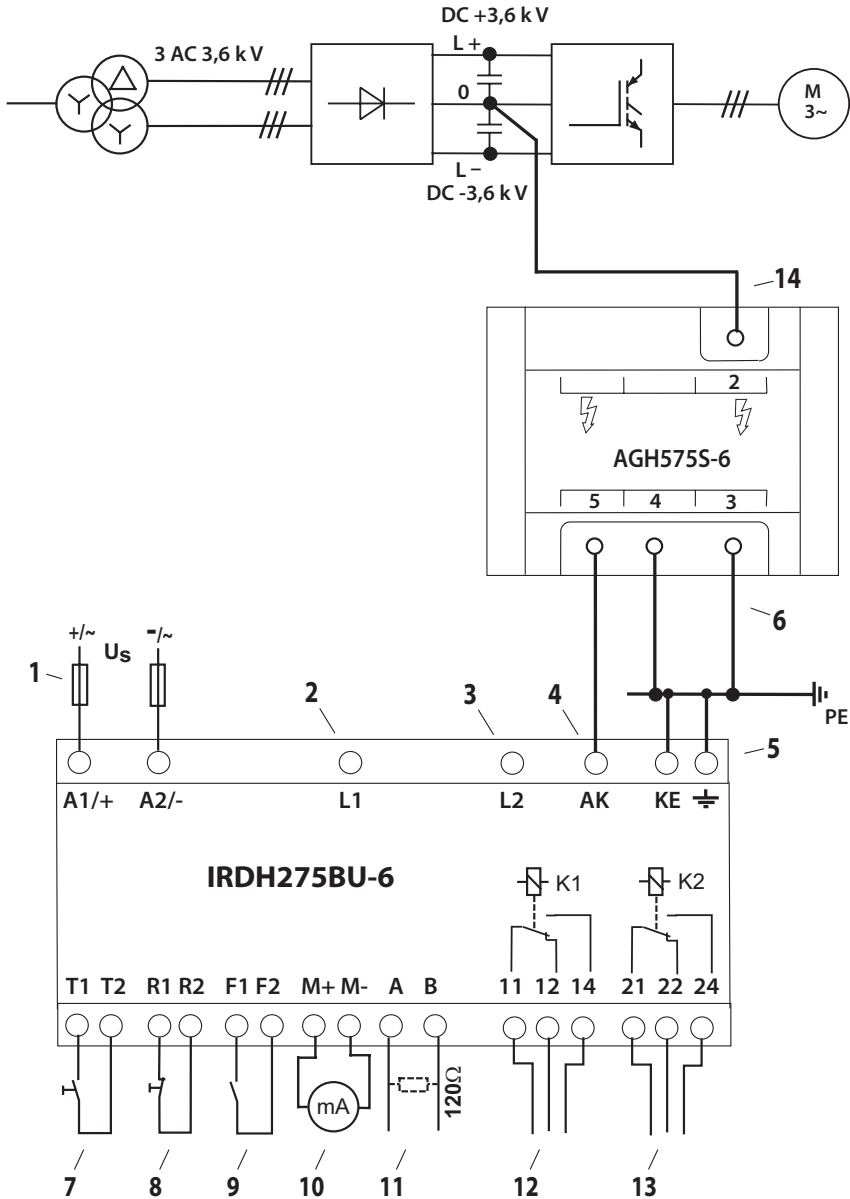 DC +3,6 k V
3 AC 3,6 k V
L +
M
3~
0
L –
DC -3,6 k V
14
2
AGH575S-6
5 4 3
6
+/~ Us -/~
1
2 3 4
PE
5
A1/+ A2/- L1 L2 AK KE
IRDH275BU-6
K1 K2
T1 T2 R1 R2 F1 F2 M+ M- A B 11 12 14 21 22 24
mA
120Ω
7 8 9 10 11 12 13